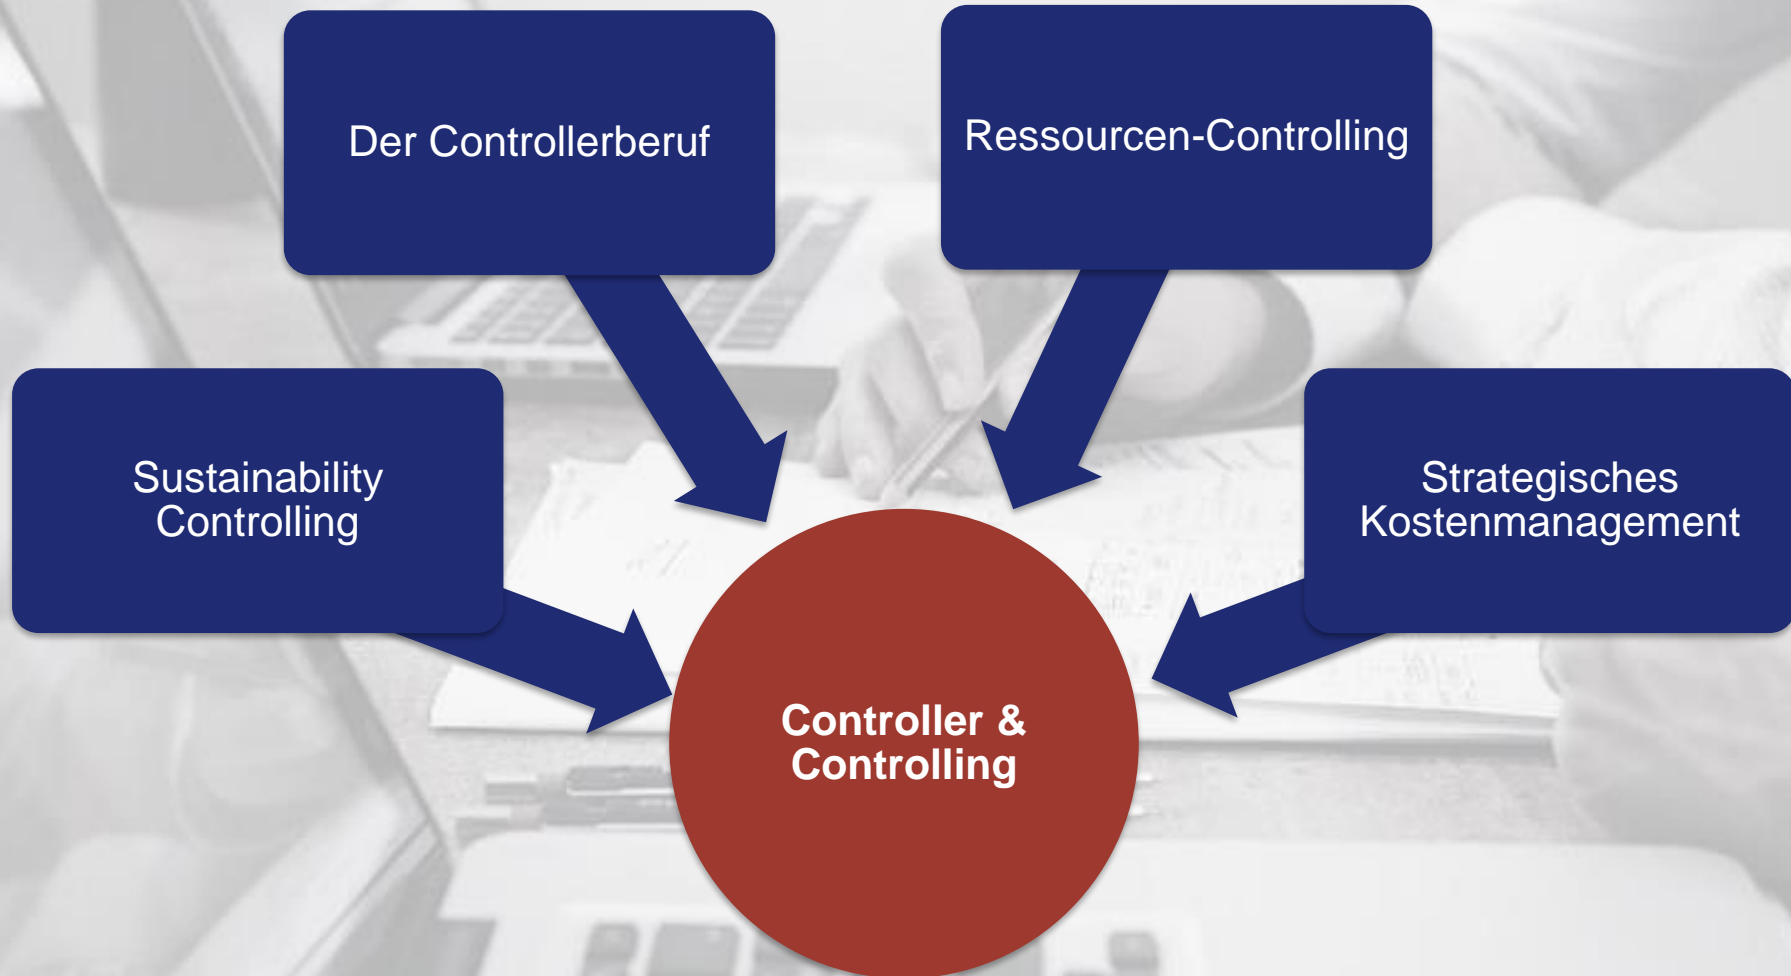 Der Controllerberuf
Ressourcen-Controlling
Sustainability
Controlling
Strategisches
Kostenmanagement
Controller &
Controlling